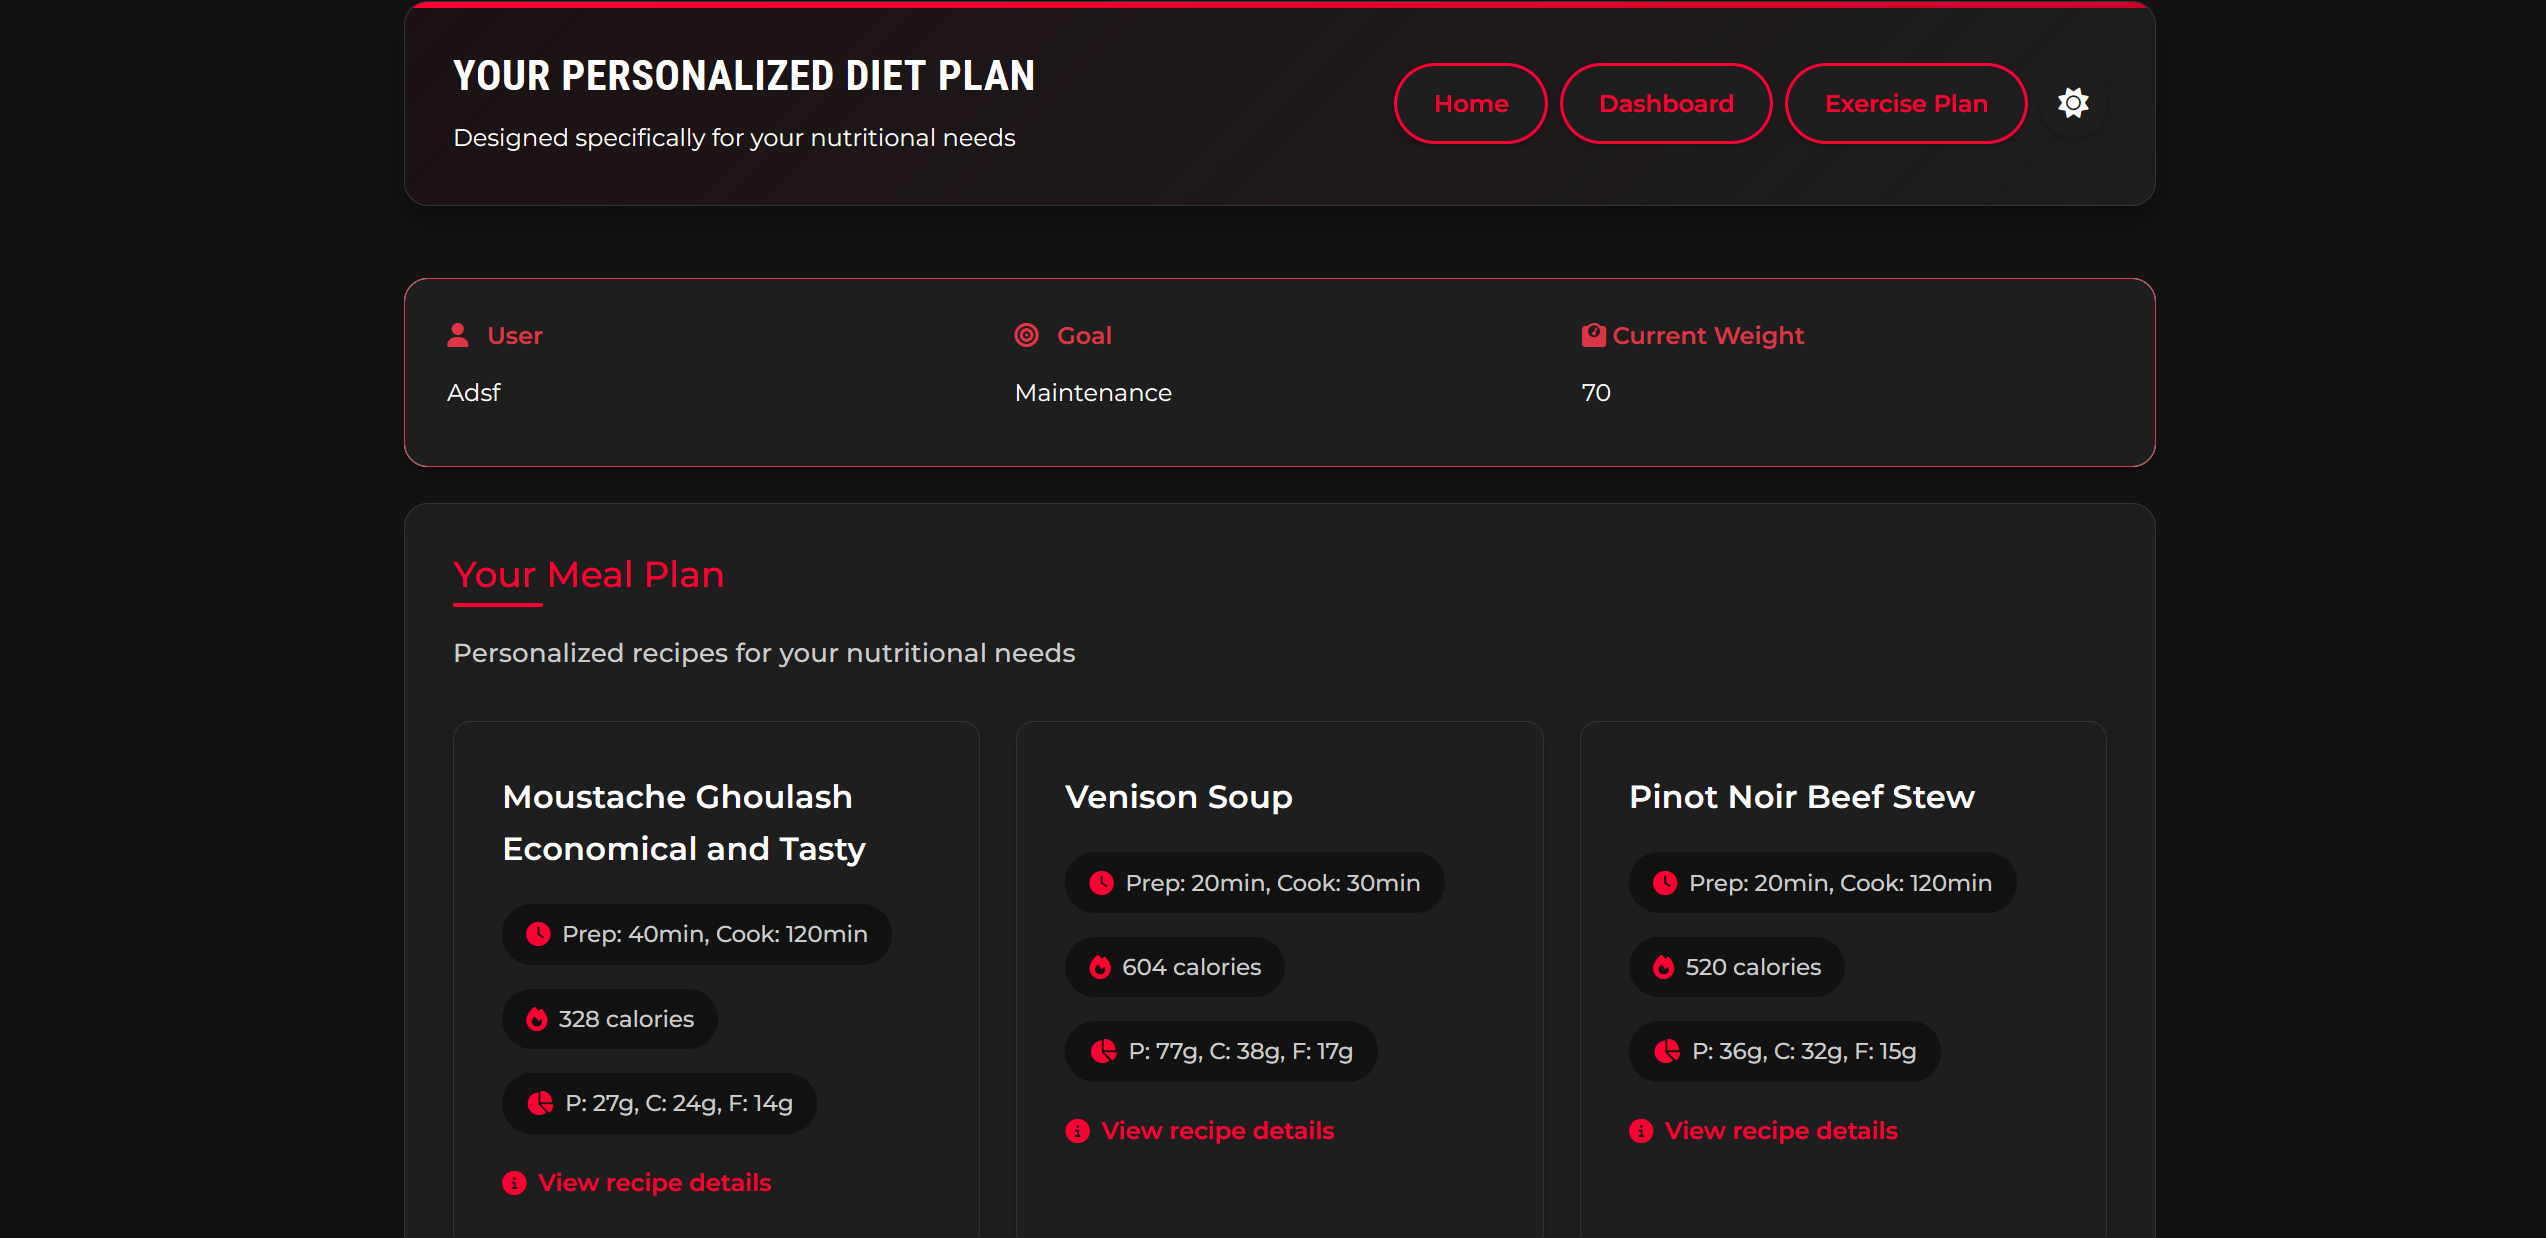 YOUR PERSONALIZED DIET PLAN
Designed specifically for your nutritional needs
Home
Dashboard
Exercise Plan
User
Adsf
Goal
Maintenance
Current Weight
70
Your Meal Plan
Personalized recipes for your nutritional needs
Moustache Ghoulash
Economical and Tasty
Prep: 40min, Cook: 120min
328 calories
P: 27g, C: 24g, F: 14g
View recipe details
Venison Soup
Prep: 20min, Cook: 30min
604 calories
P: 77g, C: 38g, F: 17g
View recipe details
Pinot Noir Beef Stew
Prep: 20min, Cook: 120min
520 calories
P: 36g, C: 32g, F: 15g
View recipe details